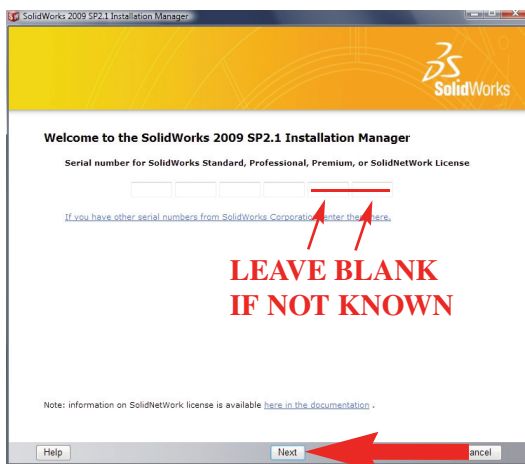 SolidWorks 2009 SP2.1 Installation Manager
SolidWorks
Welcome to the SolidWorks 2009 SP2.1 Installation Manager
Serial number for SolidWorks Standard, Professional, Premium, or SolidNetWork License
If you have other serial numbers from SolidWorks Corporation enter them here.
LEAVE BLANK
IF NOT KNOWN
Note: information on SolidNetWork license is available here in the documentation .
Help Next ancel